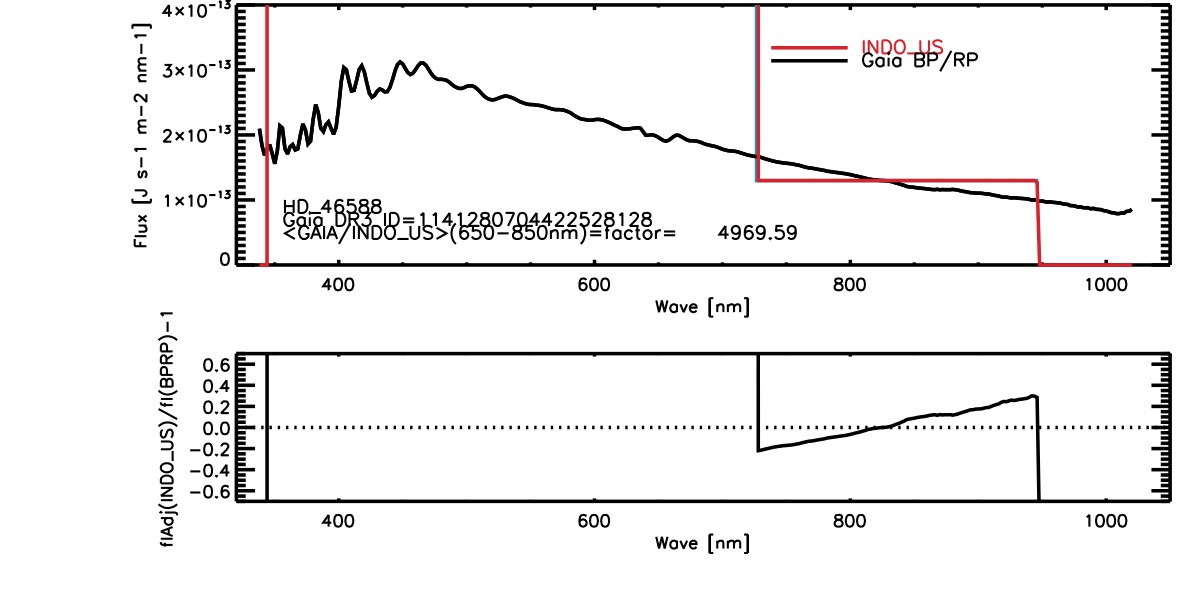 4×10−13
3×10−13
2×10−13
1×10−13
0
Flux [J s−1 m−2 nm−1]
INDO_US
Gaia BP/RP
HD_46588
Gaia DR3 ID=1141280704422528128
<GAIA/INDO_US>(650−850nm)=factor= 4969.59
400 600 800 1000
Wave [nm]
0.6
0.4
0.2
0.0
−0.2
−0.4
−0.6
flAdj(INDO_US)/fl(BPRP)−1
400 600 800 1000
Wave [nm]